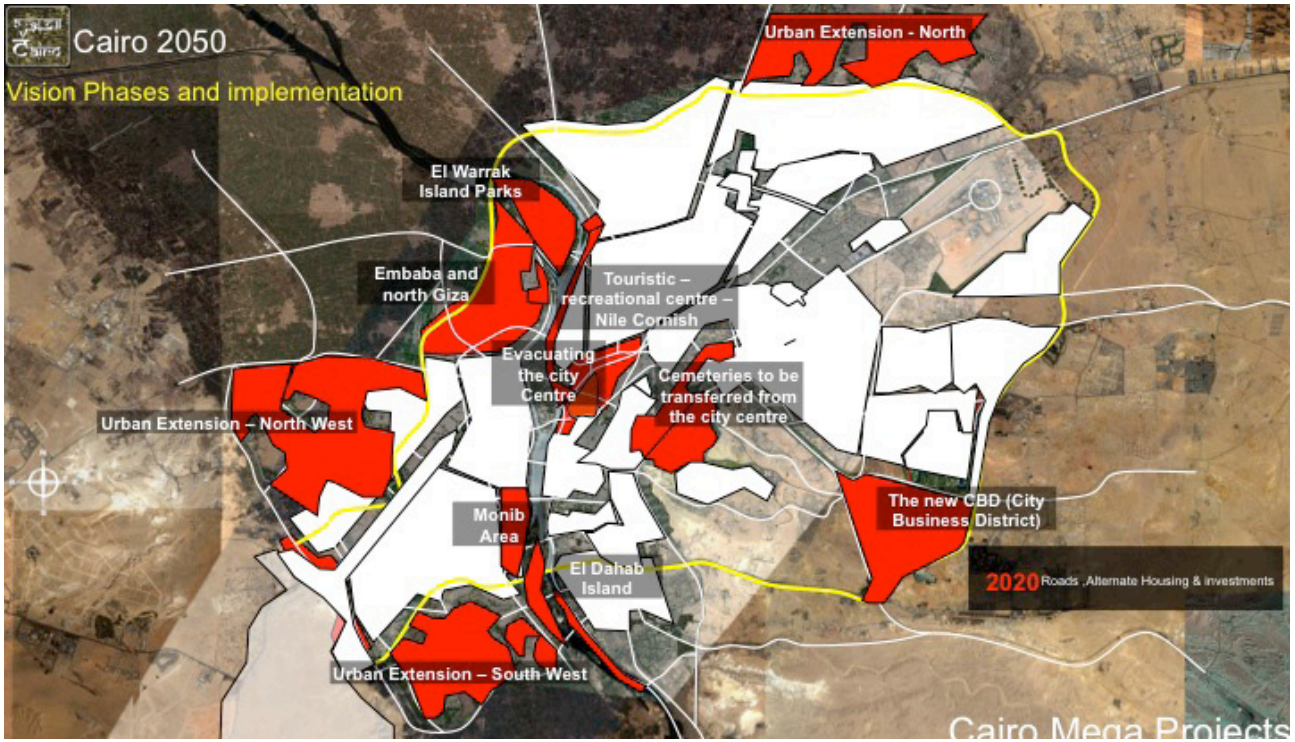 Cairo
Cairo 2050
Vision Phases and implementation
Urban Extension - North
El Warrak
Island Parks
Embaba and
north Giza
Touristic –
recreational centre –
Nile Cornish
Evacuating
the city
Centre
Cemeteries to be
transferred from
the city centre
Urban Extension – North West
Monib
Area
The new CBD (City
Business District)
El Dahab
Island
2020 Roads ,Alternate Housing & investments
Urban Extension – South West
Cairo Mega Projects